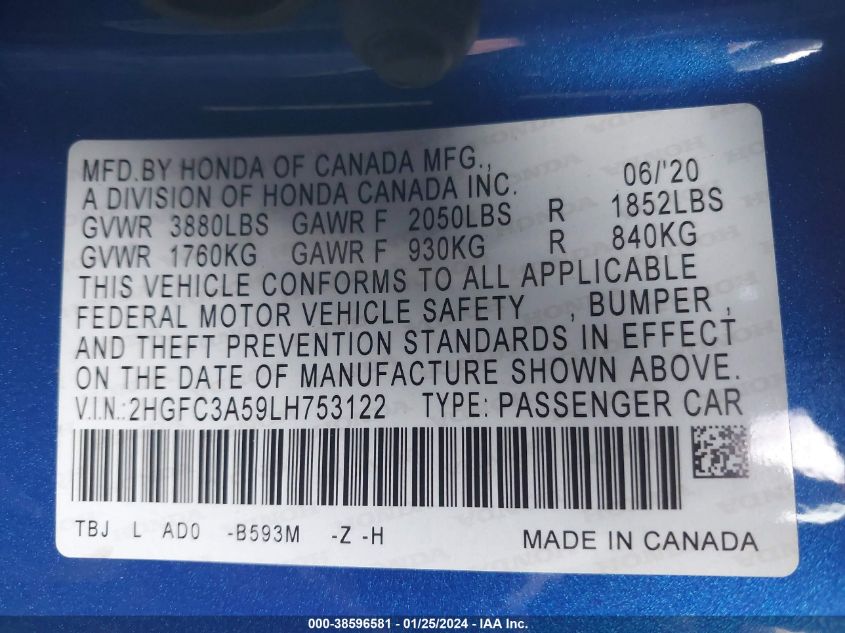 MFD.BY HONDA OF CANADA MFG.,
A DIVISION OF HONDA CANADA INC. 06/'20
GVWR 3880LBS GAWR F 2050LBS R 1852LBS
GVWR 1760KG GAWR F 930KG R 840KG
THIS VEHICLE CONFORMS TO ALL APPLICABLE
FEDERAL MOTOR VEHICLE SAFETY , BUMPER ,
AND THEFT PREVENTION STANDARDS IN EFFECT
ON THE DATE OF MANUFACTURE SHOWN ABOVE.
V.I.N.:2HGFC3A59LH753122 TYPE: PASSENGER CAR
TBJ L AD0 -B593M -Z -H MADE IN CANADA
000-38596581 - 01/25/2024 - IAA Inc.